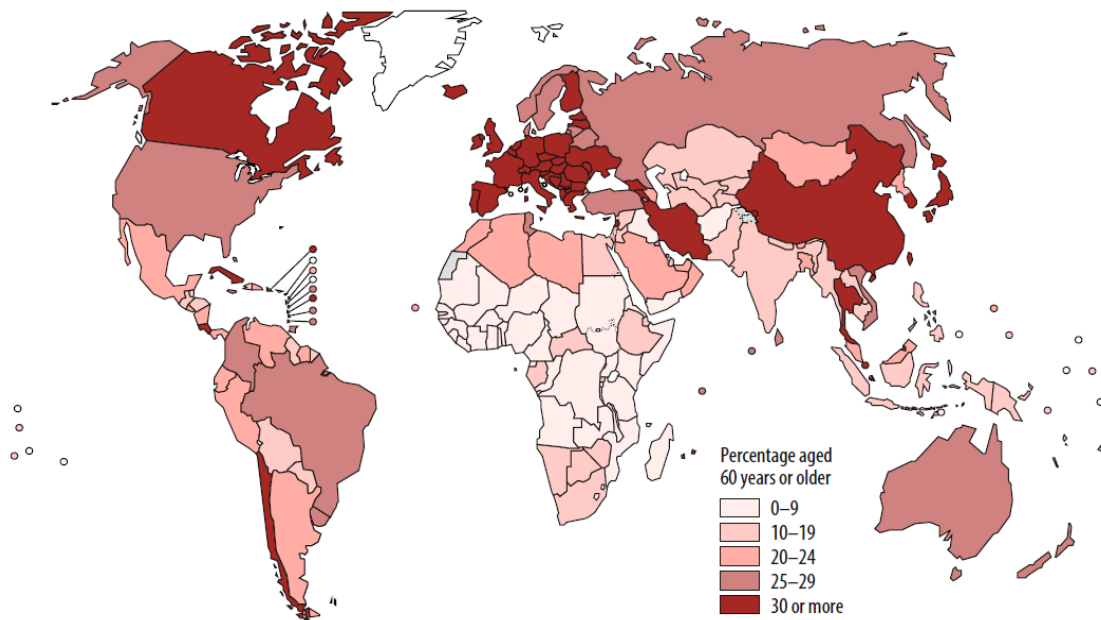 Percentage aged
60 years or older
0–9
10–19
20–24
25–29
30 or more